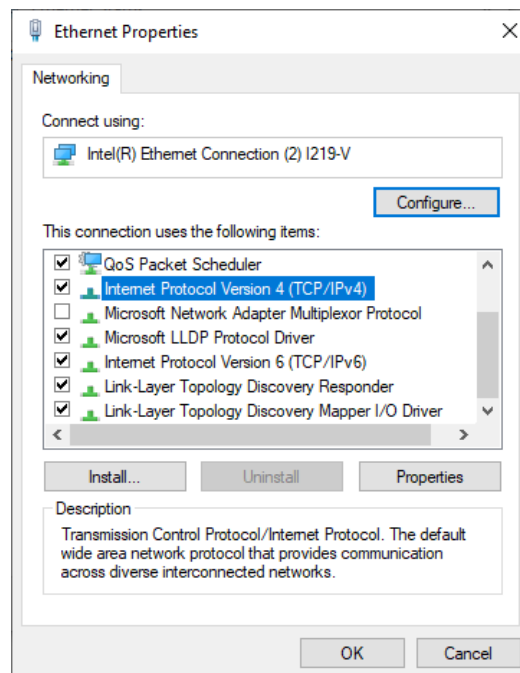 Ethernet Properties
Networking
Connect using:
Intel(R) Ethernet Connection (2) I219-V
Configure...
This connection uses the following items:
QoS Packet Scheduler
Internet Protocol Version 4 (TCP/IPv4)
Microsoft Network Adapter Multiplexor Protocol
Microsoft LLDP Protocol Driver
Internet Protocol Version 6 (TCP/IPv6)
Link-Layer Topology Discovery Responder
Link-Layer Topology Discovery Mapper I/O Driver
Install... Uninstall Properties
Description
Transmission Control Protocol/Internet Protocol. The default
wide area network protocol that provides communication
across diverse interconnected networks.
OK Cancel